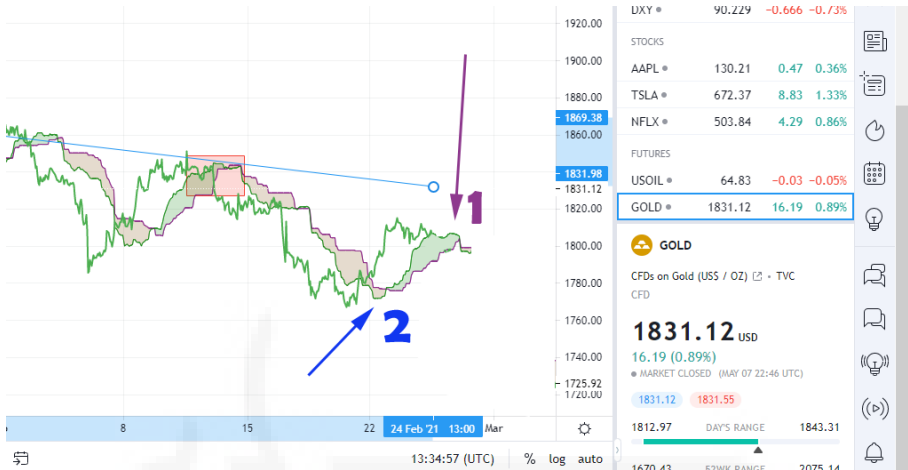 1920.00
1900.00
1880.00
1869.38
1860.00
1831.98
1831.12
1820.00
1800.00
1780.00
1760.00
1740.00
1725.92
1720.00
1
2
8
15
22
24 Feb '21 13:00
Mar
13:34:57 (UTC)
% log auto
DXY 90.229 −0.666 −0.73%
STOCKS
AAPL 130.21 0.47 0.36%
TSLA 672.37 8.83 1.33%
NFLX 503.84 4.29 0.86%
FUTURES
USOIL 64.83 −0.03 −0.05%
GOLD 1831.12 16.19 0.89%
GOLD
CFDs on Gold (US$ / OZ) • TVC
CFD
1831.12 USD
16.19 (0.89%)
MARKET CLOSED (MAY 07 22:46 UTC)
1831.12 1831.55
1812.97 DAY'S RANGE 1843.31
1670.43 52WK RANGE 2075.14